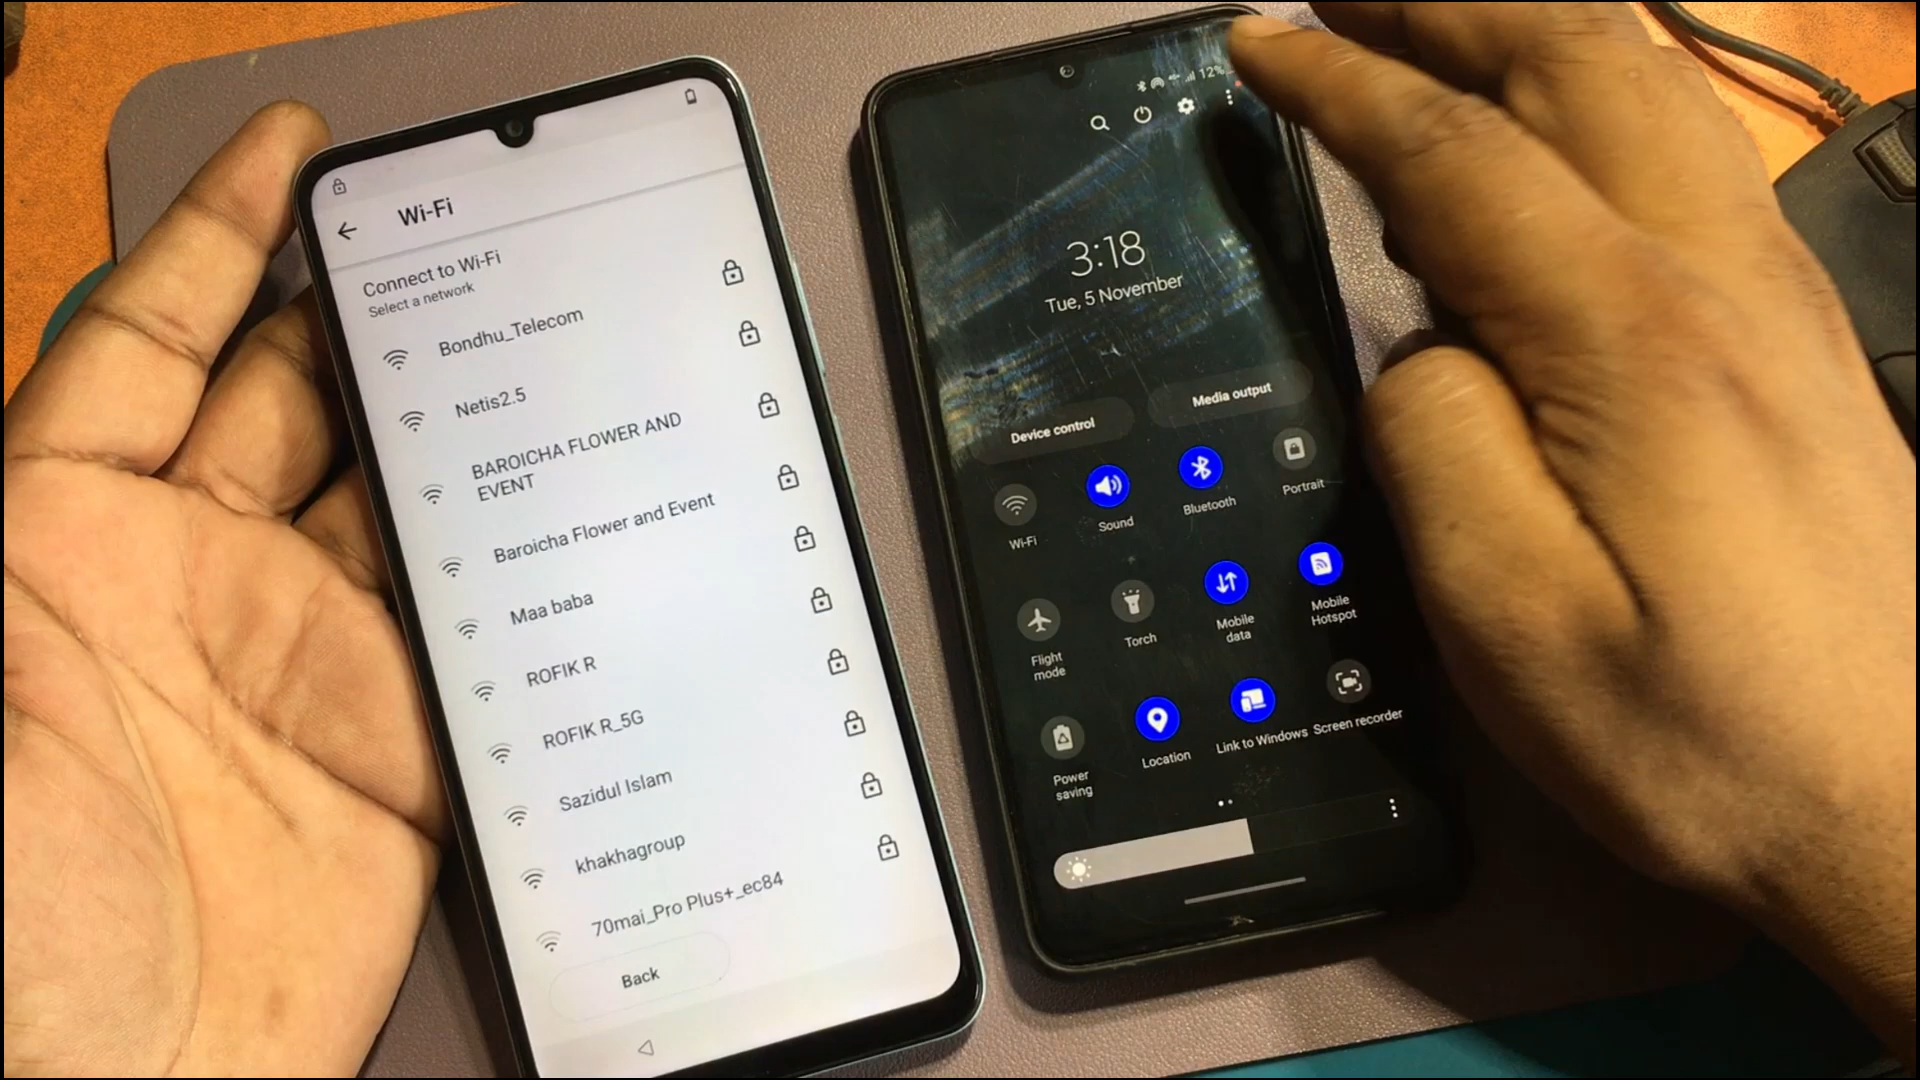 Wi-Fi
Connect to Wi-Fi
Select a network
Bondhu_Telecom
Netis2.5
BAROICHA FLOWER AND
EVENT
Baroicha Flower and Event
Maa baba
ROFIK R
ROFIK R_5G
Sazidul Islam
khakhagroup
70mai_Pro Plus+_ec84
Back
12%
3:18
Tue, 5 November
Device control
Media output
Wi-Fi
Sound
Bluetooth
Portrait
Flight
mode
Torch
Mobile
data
Mobile
Hotspot
Power
saving
Location
Link to Windows
Screen recorder